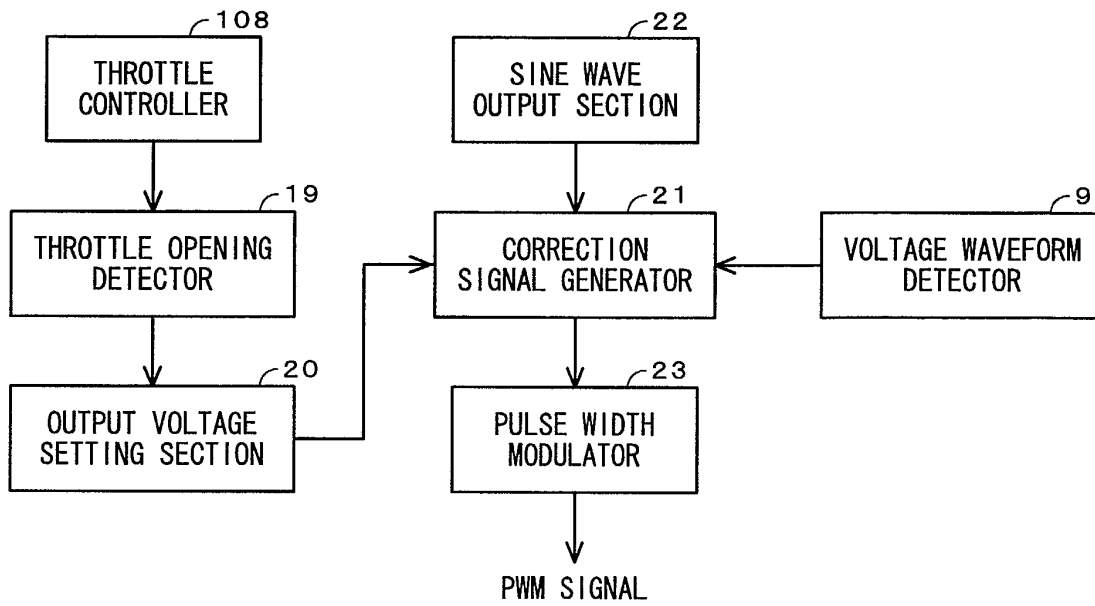 108
THROTTLE
CONTROLLER
22
SINE WAVE
OUTPUT SECTION
19
THROTTLE OPENING
DETECTOR
21
CORRECTION
SIGNAL GENERATOR
9
VOLTAGE WAVEFORM
DETECTOR
20
OUTPUT VOLTAGE
SETTING SECTION
23
PULSE WIDTH
MODULATOR
PWM SIGNAL